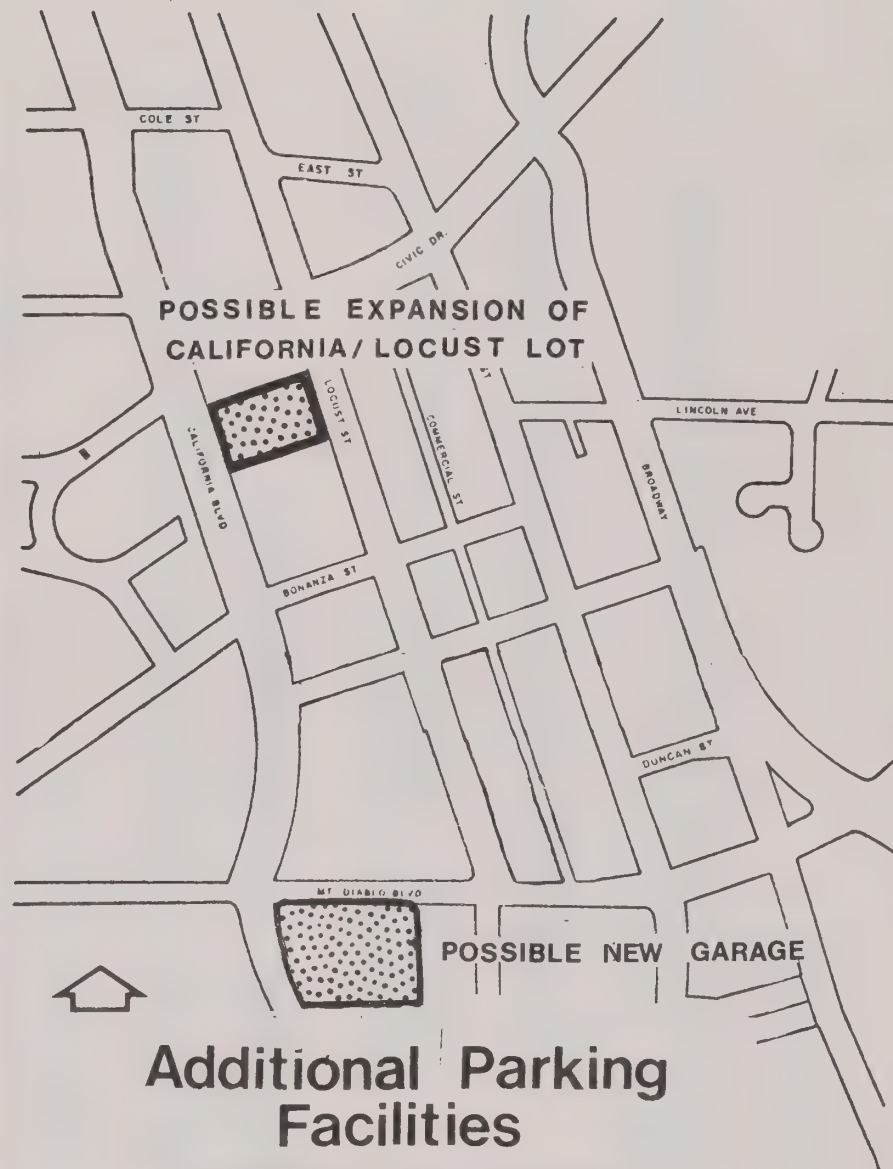 COLE ST
EAST ST
CIVIC DR.
POSSIBLE EXPANSION OF
CALIFORNIA/LOCUST LOT
ST
LOCUST ST
LINCOLN AVE
CALIFORNIA BLVD
COMMERCIAL ST
BROADWAY
BONANZA ST
DUNCAN ST
MT DIABLO BLVD
POSSIBLE NEW GARAGE
Additional Parking
Facilities